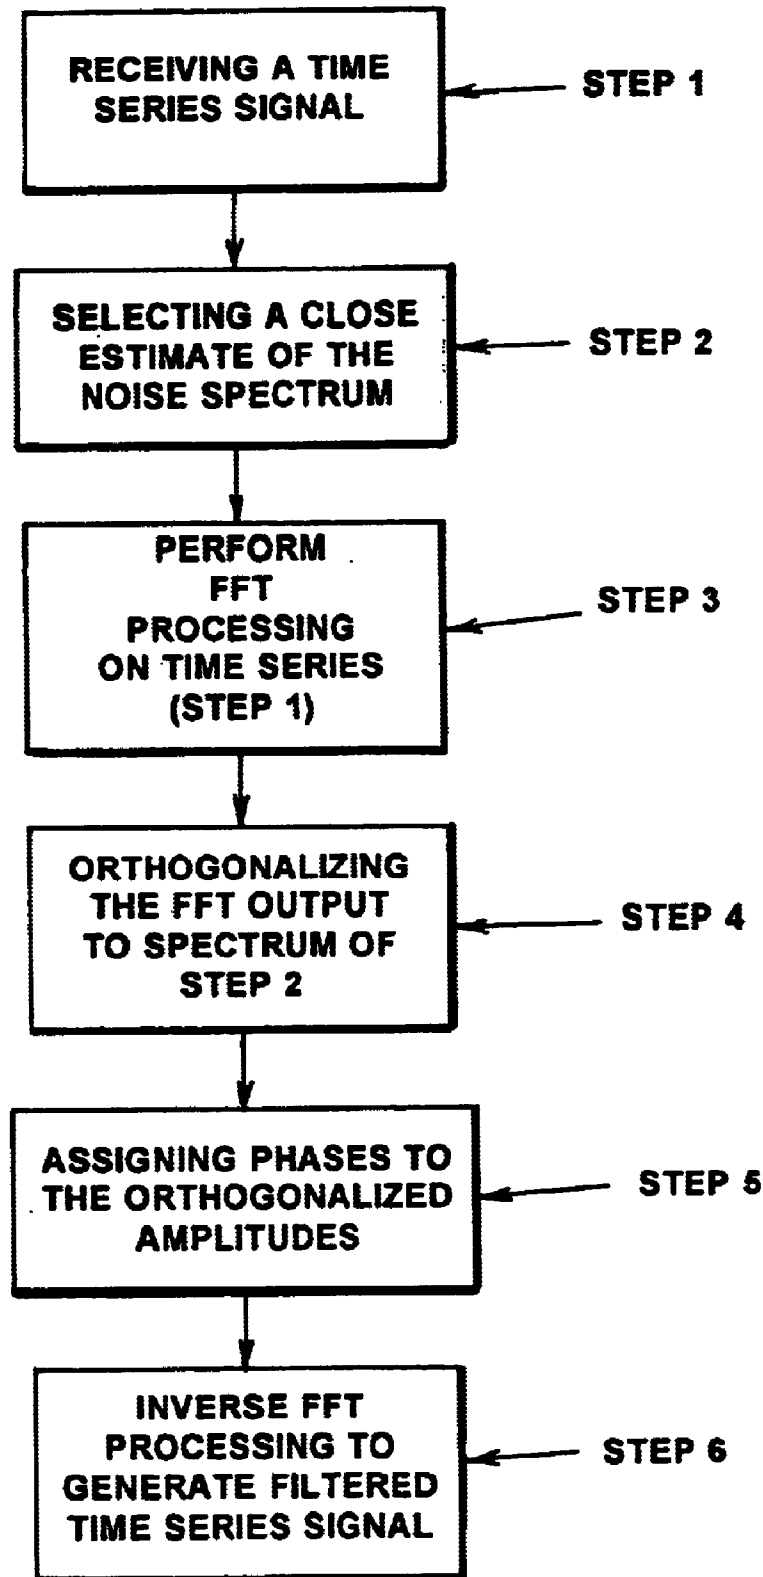 RECEIVING A TIME
SERIES SIGNAL
STEP 1
SELECTING A CLOSE
ESTIMATE OF THE
NOISE SPECTRUM
STEP 2
PERFORM
FFT
PROCESSING
ON TIME SERIES
(STEP 1)
STEP 3
ORTHOGONALIZING
THE FFT OUTPUT
TO SPECTRUM OF
STEP 2
STEP 4
ASSIGNING PHASES TO
THE ORTHOGONALIZED
AMPLITUDES
STEP 5
INVERSE FFT
PROCESSING TO
GENERATE FILTERED
TIME SERIES SIGNAL
STEP 6